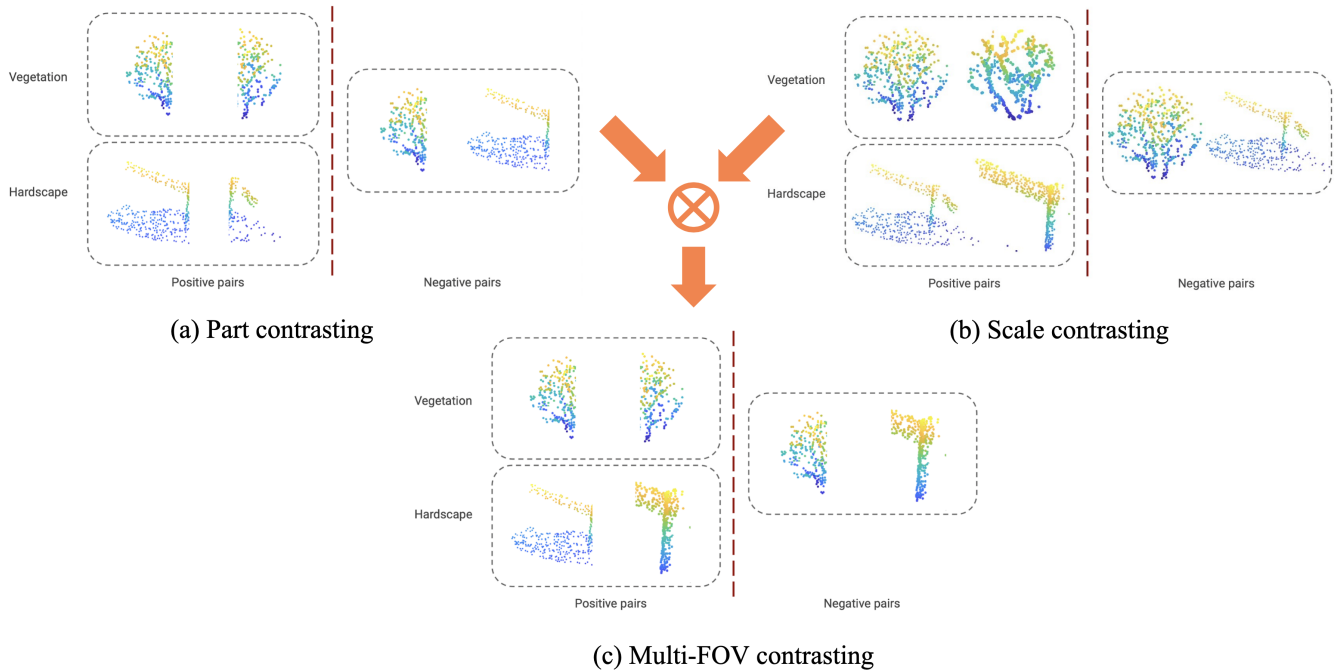 Vegetation
Hardscape
Positive pairs
Negative pairs
(a) Part contrasting
Vegetation
Hardscape
Positive pairs
Negative pairs
(b) Scale contrasting
Vegetation
Hardscape
Positive pairs
Negative pairs
(c) Multi-FOV contrasting